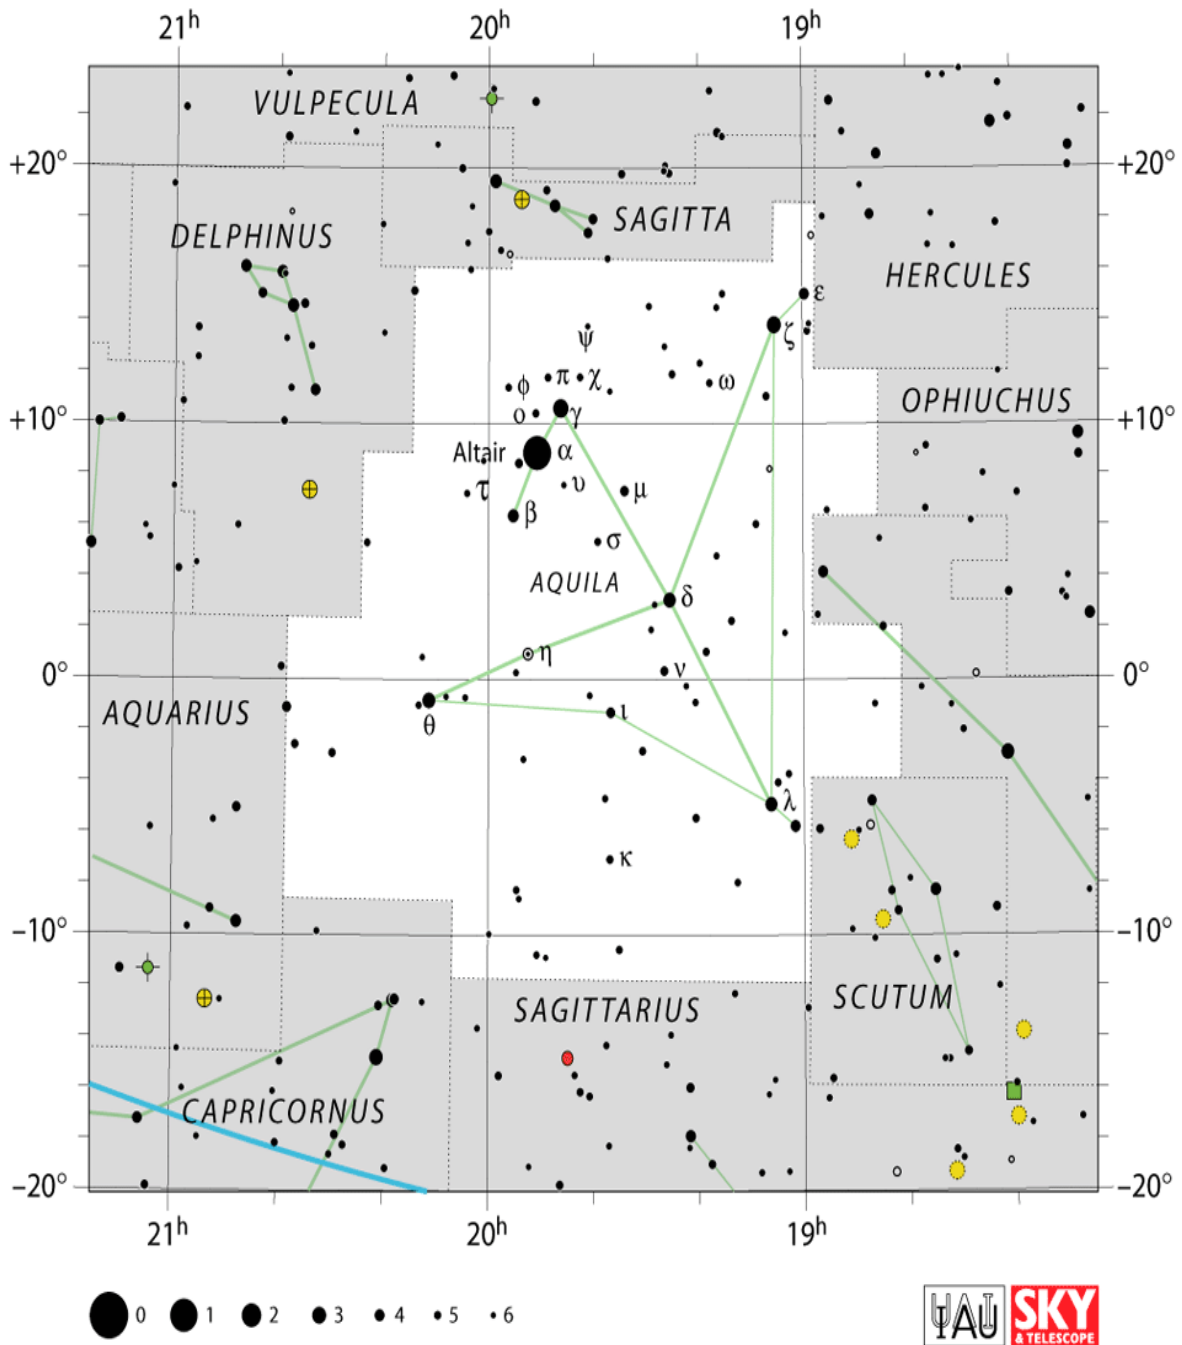 21h 20h 19h
VULPECULA
+20° +20°
SAGITTA
DELPHINUS
HERCULES
ε
ζ
ψ
φ π χ ω
OPHIUCHUS
ο γ
+10° +10°
Altair α
τ υ μ
β
σ
AQUILA
δ
η
ν
0° 0°
AQUARIUS ι
θ
λ
κ
−10° −10°
SCUTUM
SAGITTARIUS
CAPRICORNUS
−20° −20°
21h 20h 19h
0 1 2 3 4 5 6
IAU SKY
& TELESCOPE